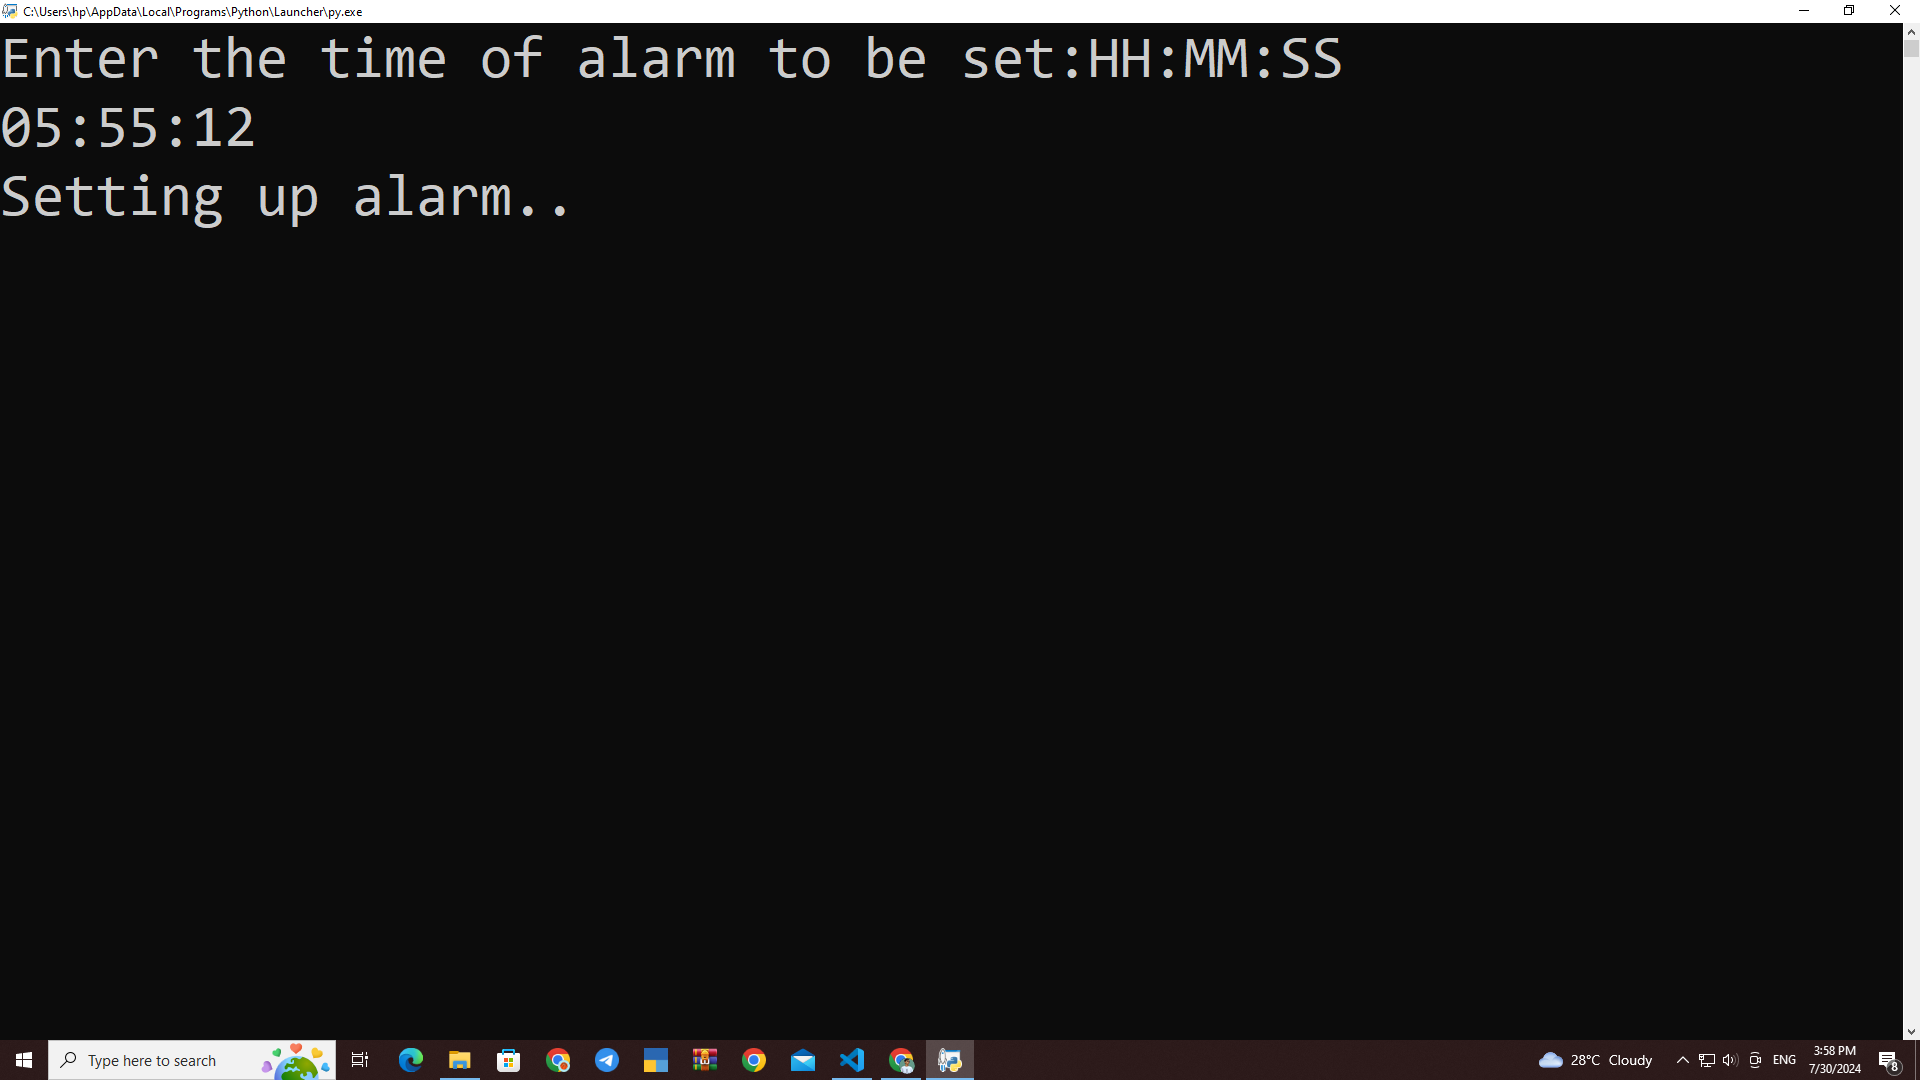 C:\Users\hp\AppData\Local\Programs\Python\Launcher\py.exe
Enter the time of alarm to be set:HH:MM:SS
05:55:12
Setting up alarm..
Type here to search
28°C Cloudy
ENG
3:58 PM
7/30/2024
8